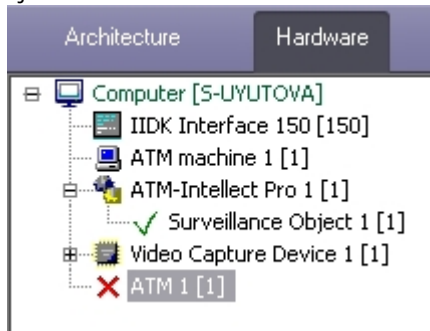 Architecture Hardware
Computer [S-UYUTOVA]
IIDK Interface 150 [150]
ATM machine 1 [1]
ATM-Intellect Pro 1 [1]
Surveillance Object 1 [1]
Video Capture Device 1 [1]
ATM 1 [1]